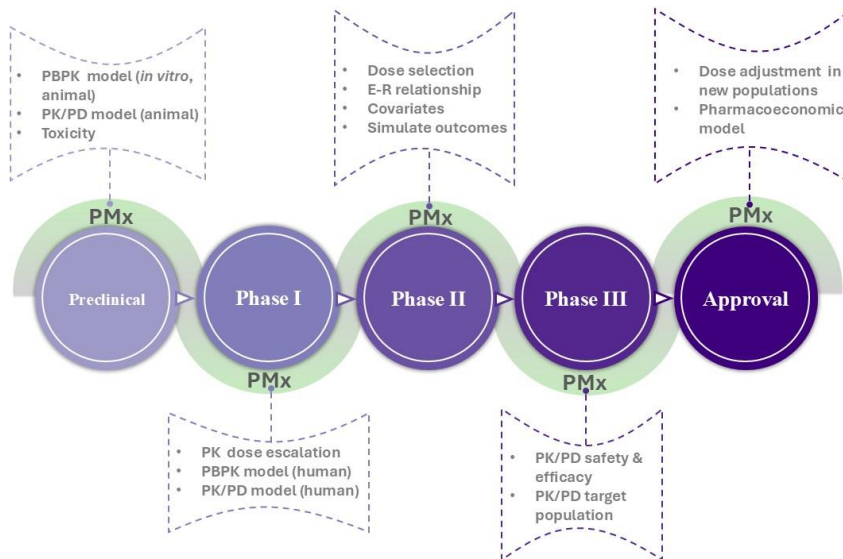 • PBPK model (in vitro,
animal)
• PK/PD model (animal)
• Toxicity
• Dose selection
• E-R relationship
• Covariates
• Simulate outcomes
• Dose adjustment in
new populations
• Pharmacoeconomic
model
PMx
PMx
PMx
Preclinical
Phase I
Phase II
Phase III
Approval
PMx
PMx
• PK dose escalation
• PBPK model (human)
• PK/PD model (human)
• PK/PD safety &
efficacy
• PK/PD target
population